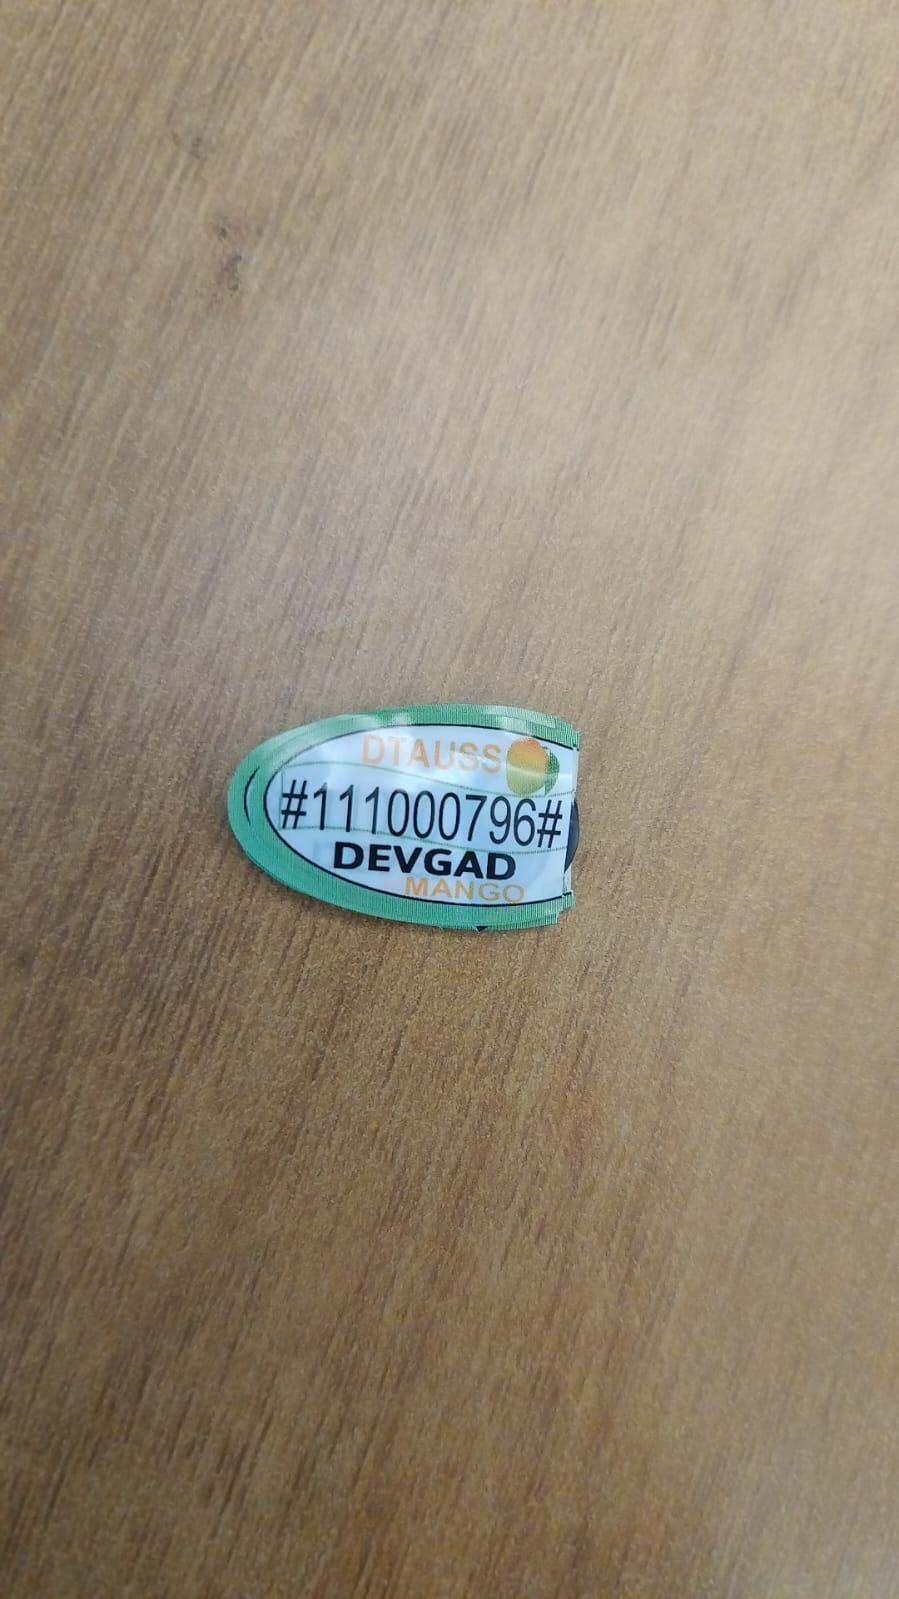 DTAUSS
#111000796#
DEVGAD
MANGO